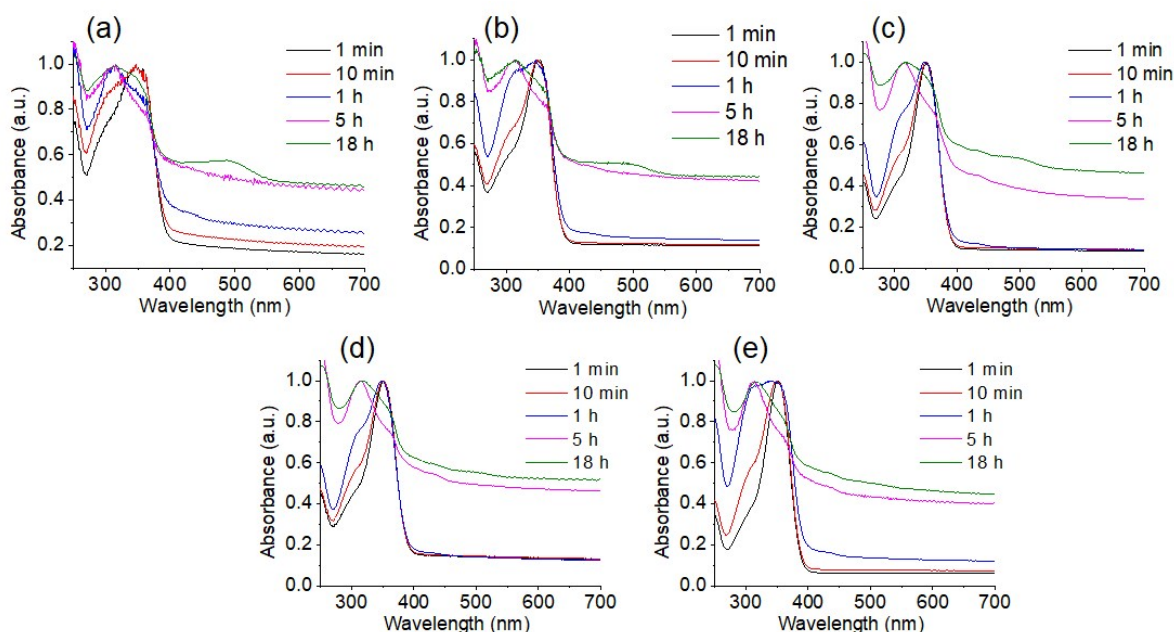 (a)
1 min
10 min
1 h
5 h
18 h
1.0
0.8
0.6
0.4
0.2
Absorbance (a.u.)
300 400 500 600 700
Wavelength (nm)
(b)
1 min
10 min
1 h
5 h
18 h
1.0
0.8
0.6
0.4
0.2
0.0
Absorbance (a.u.)
300 400 500 600 700
Wavelength (nm)
(c)
1 min
10 min
1 h
5 h
18 h
1.0
0.8
0.6
0.4
0.2
0.0
Absorbance (a.u.)
300 400 500 600 700
Wavelength (nm)
(d)
1 min
10 min
1 h
5 h
18 h
1.0
0.8
0.6
0.4
0.2
0.0
Absorbance (a.u.)
300 400 500 600 700
Wavelength (nm)
(e)
1 min
10 min
1 h
5 h
18 h
1.0
0.8
0.6
0.4
0.2
0.0
Absorbance (a.u.)
300 400 500 600 700
Wavelength (nm)